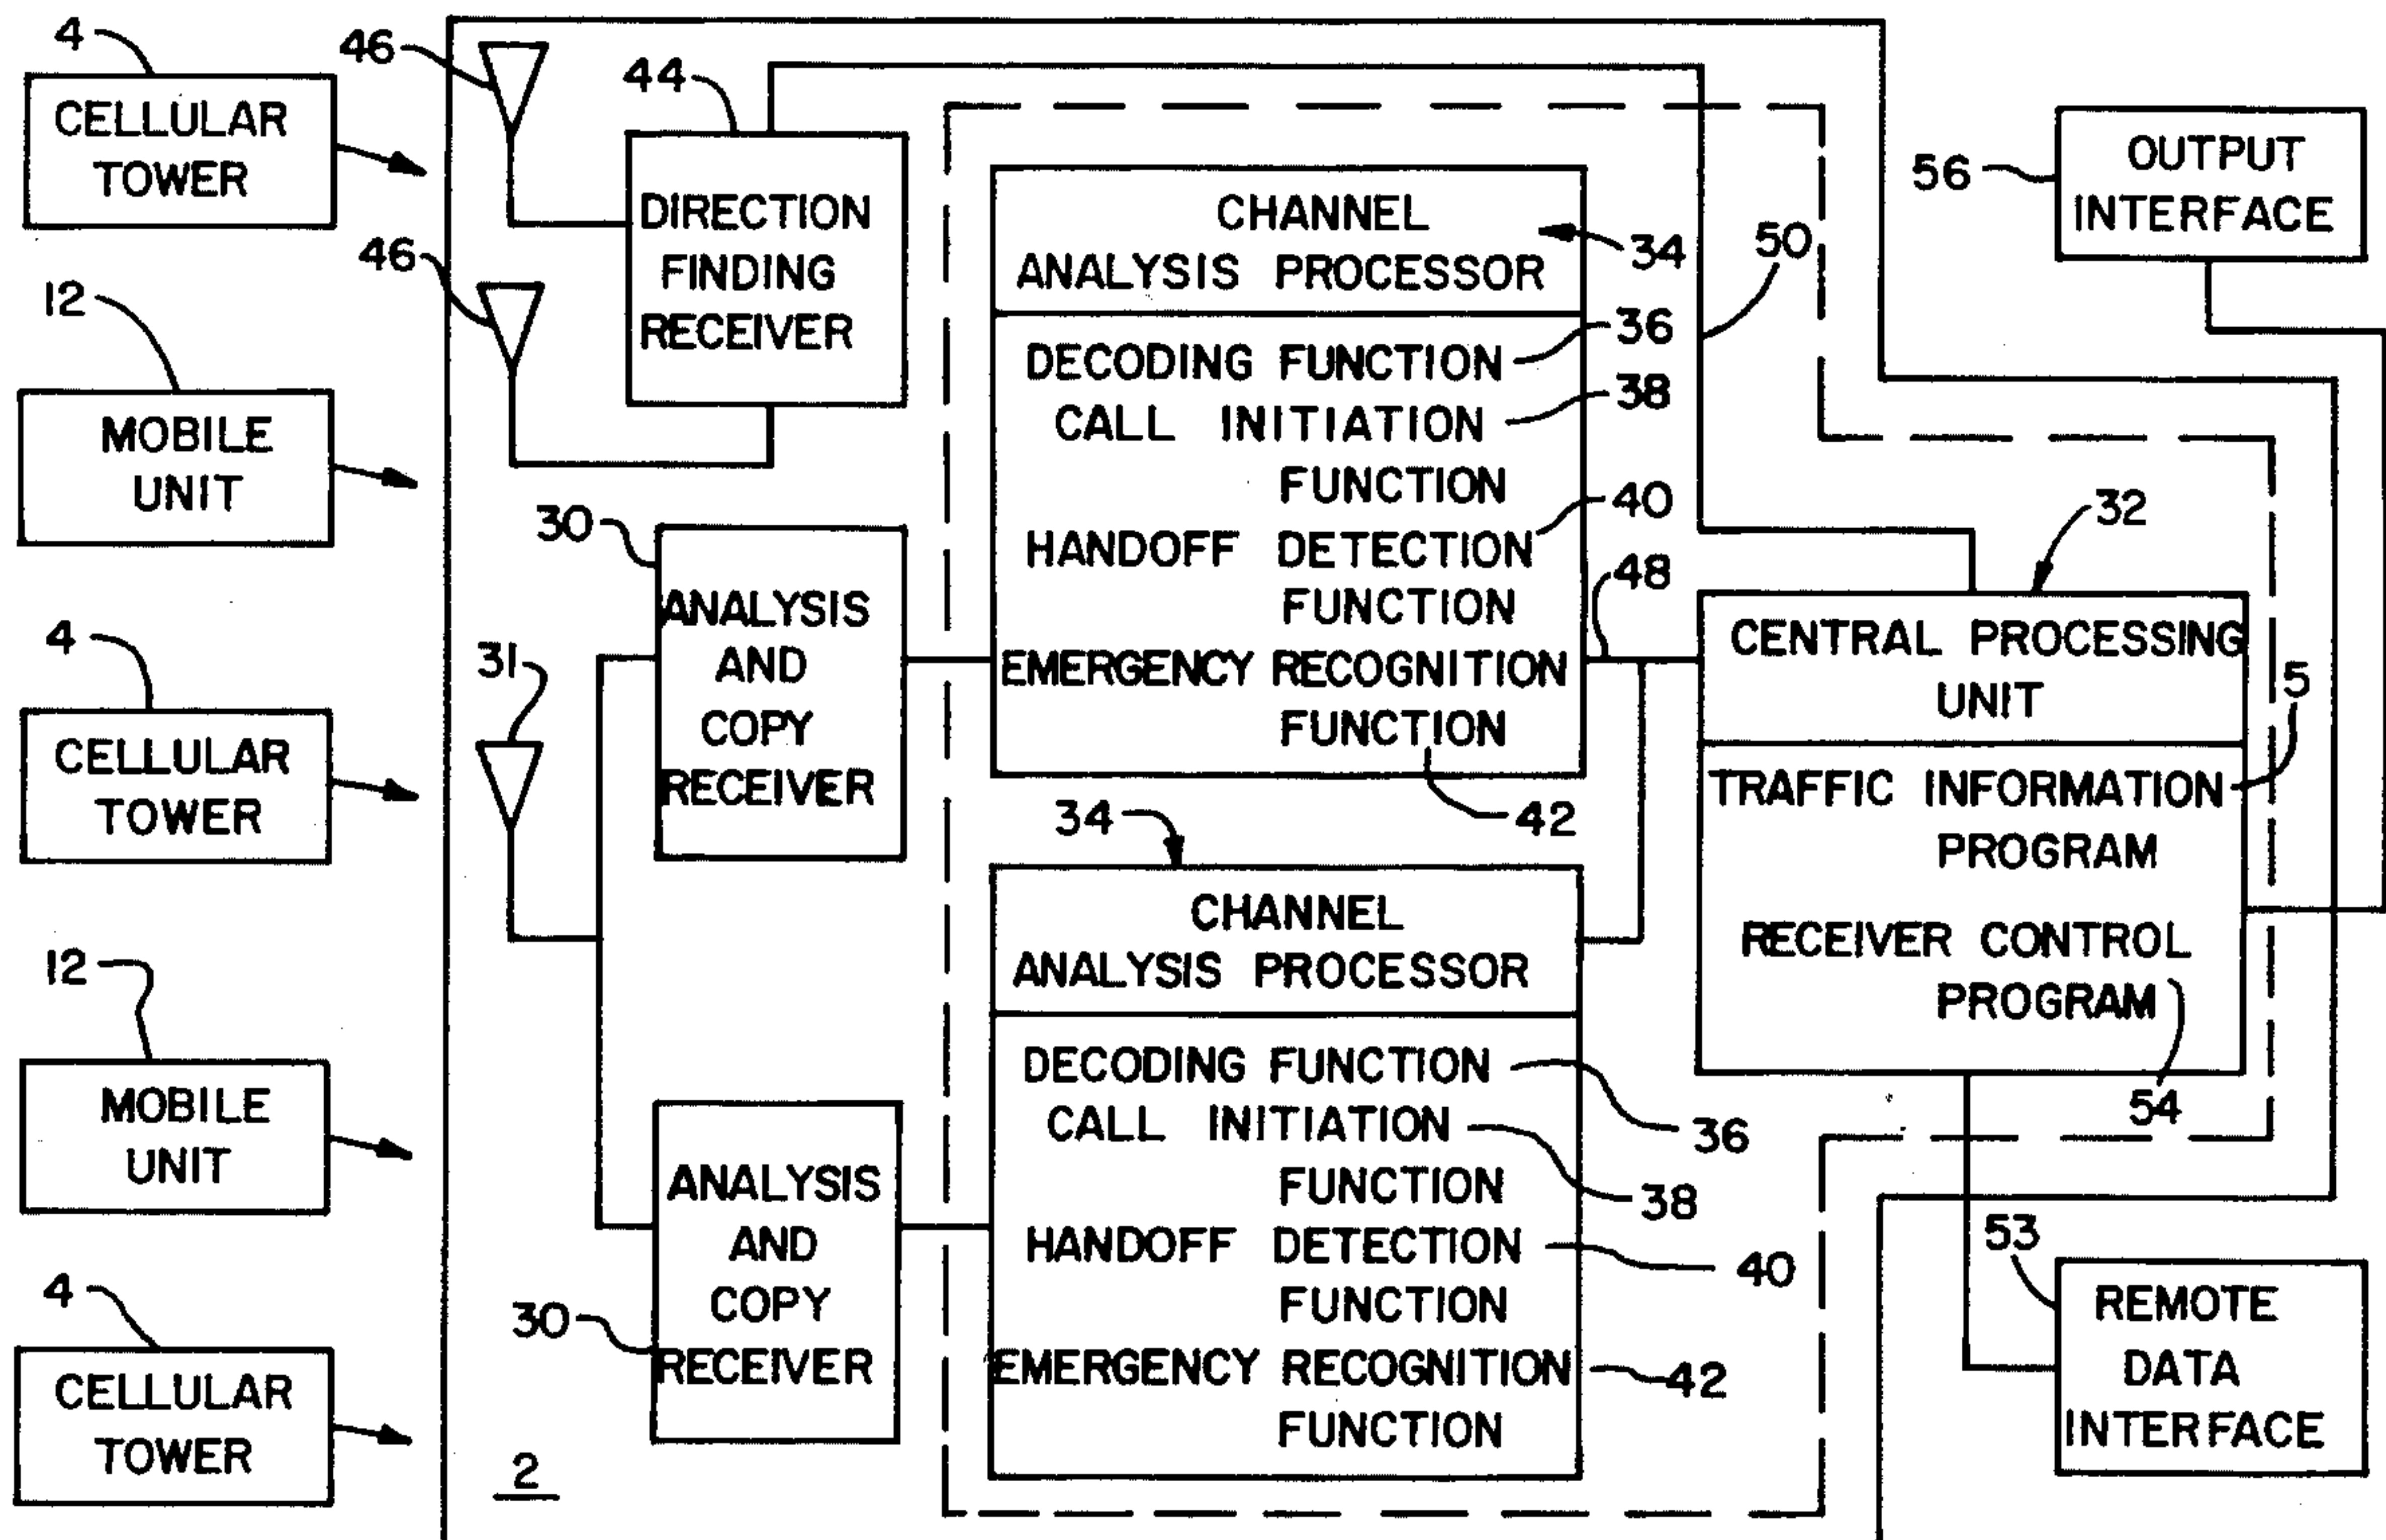 4
CELLULAR
TOWER
12
MOBILE
UNIT
4
CELLULAR
TOWER
12
MOBILE
UNIT
4
CELLULAR
TOWER
46
46
44
DIRECTION
FINDING
RECEIVER
30
ANALYSIS
AND
COPY
RECEIVER
31
30
ANALYSIS
AND
COPY
RECEIVER
2
CHANNEL
ANALYSIS PROCESSOR
34
DECODING FUNCTION
36
CALL INITIATION
38
FUNCTION
HANDOFF DETECTION
40
FUNCTION
EMERGENCY RECOGNITION
FUNCTION
42
34
CHANNEL
ANALYSIS PROCESSOR
DECODING FUNCTION
36
CALL INITIATION
FUNCTION
38
HANDOFF DETECTION
40
FUNCTION
EMERGENCY RECOGNITION
42
FUNCTION
50
48
32
CENTRAL PROCESSING
UNIT
5
TRAFFIC INFORMATION
PROGRAM
RECEIVER CONTROL
PROGRAM
54
56
OUTPUT
INTERFACE
53
REMOTE
DATA
INTERFACE